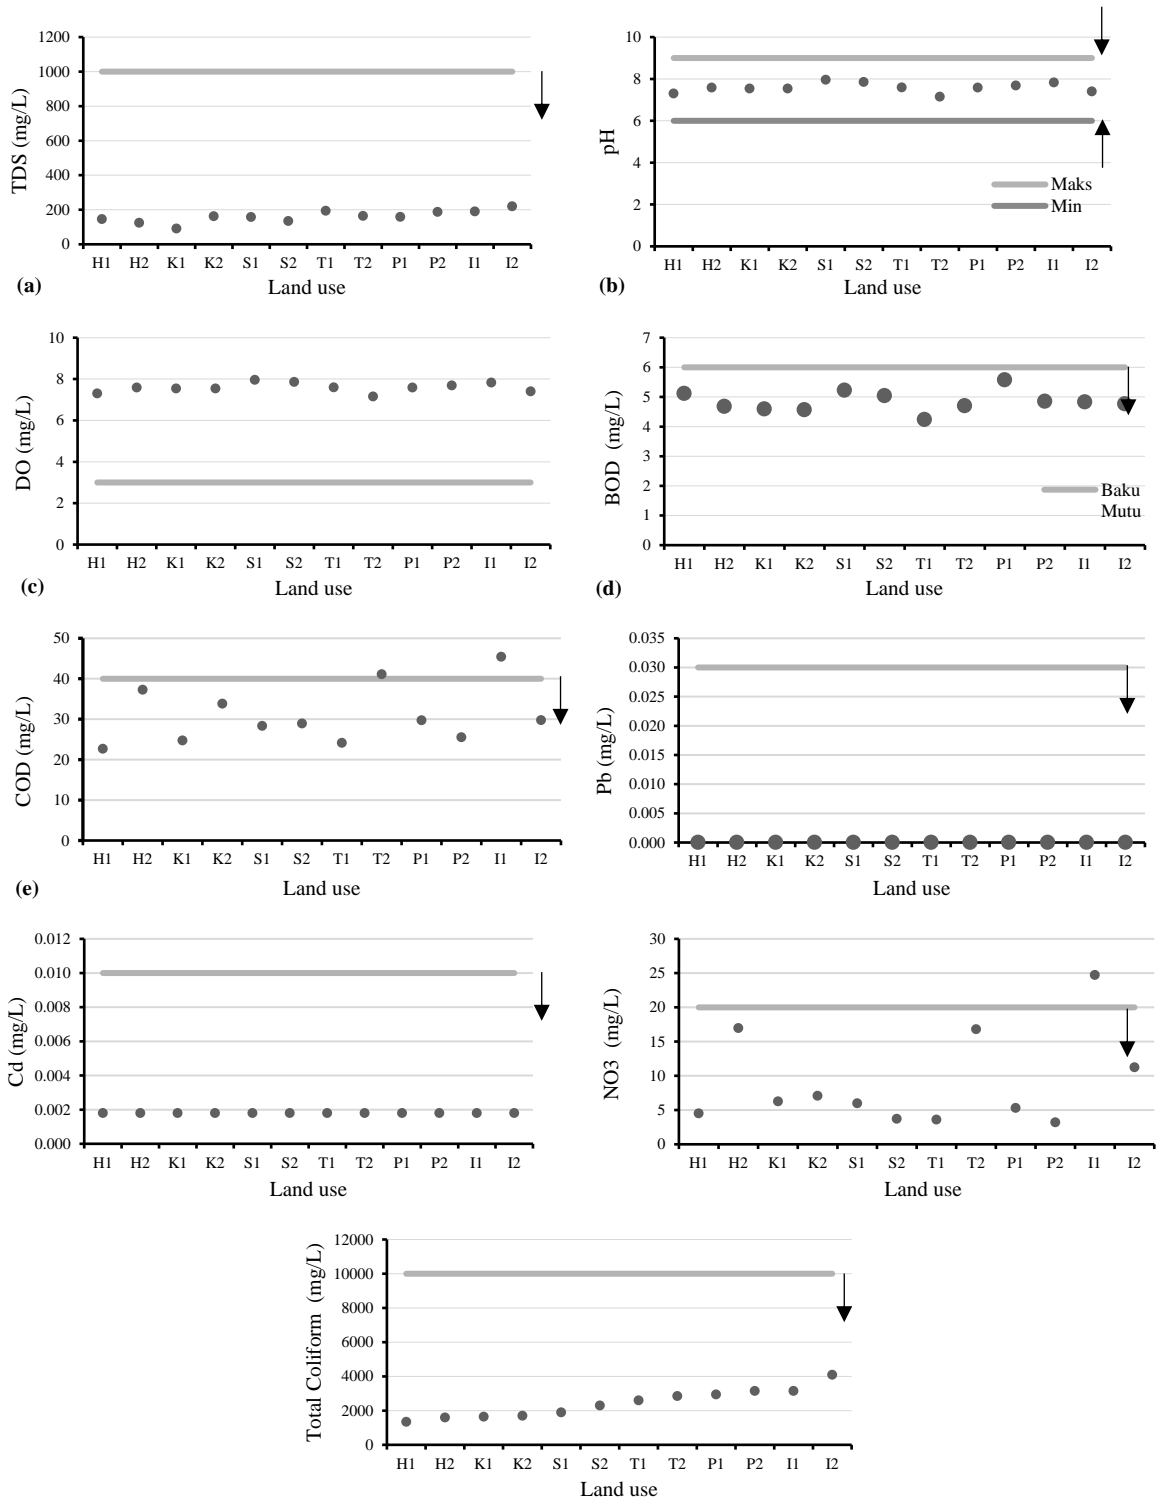 1200
1000
800
600
400
200
0
TDS (mg/L)
H1 H2 K1 K2 S1 S2 T1 T2 P1 P2 I1 I2
(a)
Land use
10
8
6
4
2
0
pH
Maks
Min
H1 H2 K1 K2 S1 S2 T1 T2 P1 P2 I1 I2
(b)
Land use
10
8
6
4
2
0
DO (mg/L)
H1 H2 K1 K2 S1 S2 T1 T2 P1 P2 I1 I2
(c)
Land use
7
6
5
4
3
2
1
0
BOD (mg/L)
Baku
Mutu
H1 H2 K1 K2 S1 S2 T1 T2 P1 P2 I1 I2
(d)
Land use
50
40
30
20
10
0
COD (mg/L)
H1 H2 K1 K2 S1 S2 T1 T2 P1 P2 I1 I2
(e)
Land use
0.035
0.030
0.025
0.020
0.015
0.010
0.005
0.000
Pb (mg/L)
H1 H2 K1 K2 S1 S2 T1 T2 P1 P2 I1 I2
Land use
0.012
0.010
0.008
0.006
0.004
0.002
0.000
Cd (mg/L)
H1 H2 K1 K2 S1 S2 T1 T2 P1 P2 I1 I2
Land use
30
25
20
15
10
5
0
NO3 (mg/L)
H1 H2 K1 K2 S1 S2 T1 T2 P1 P2 I1 I2
Land use
12000
10000
8000
6000
4000
2000
0
Total Coliform (mg/L)
H1 H2 K1 K2 S1 S2 T1 T2 P1 P2 I1 I2
Land use